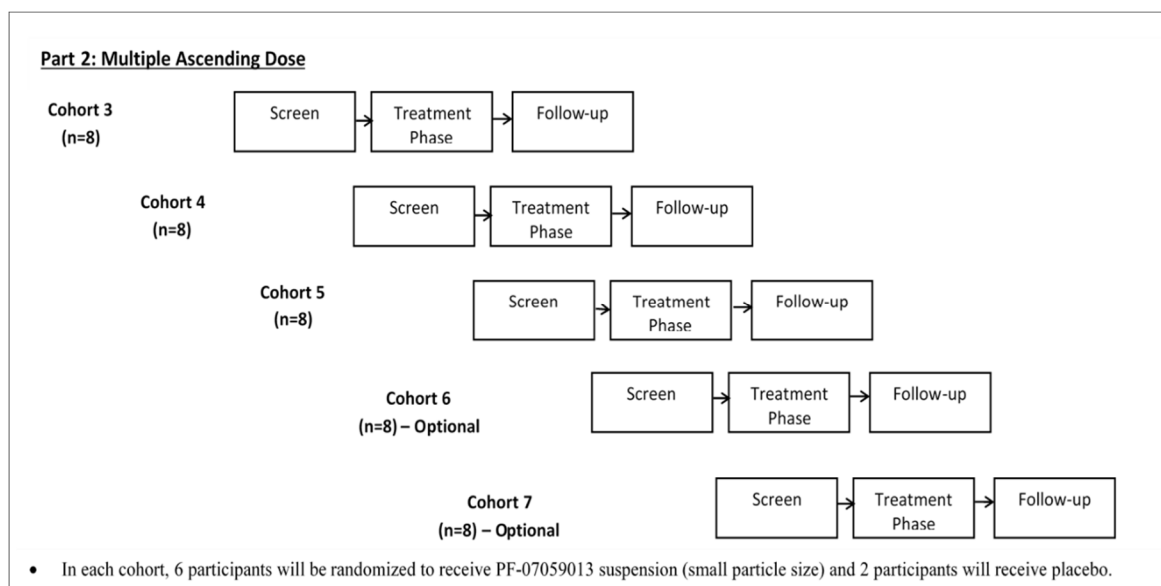 Part 2: Multiple Ascending Dose
Cohort 3
(n=8)
Screen
Treatment
Phase
Follow-up
Cohort 4
(n=8)
Screen
Treatment
Phase
Follow-up
Cohort 5
(n=8)
Screen
Treatment
Phase
Follow-up
Cohort 6
(n=8) – Optional
Screen
Treatment
Phase
Follow-up
Cohort 7
(n=8) – Optional
Screen
Treatment
Phase
Follow-up
• In each cohort, 6 participants will be randomized to receive PF-07059013 suspension (small particle size) and 2 participants will receive placebo.